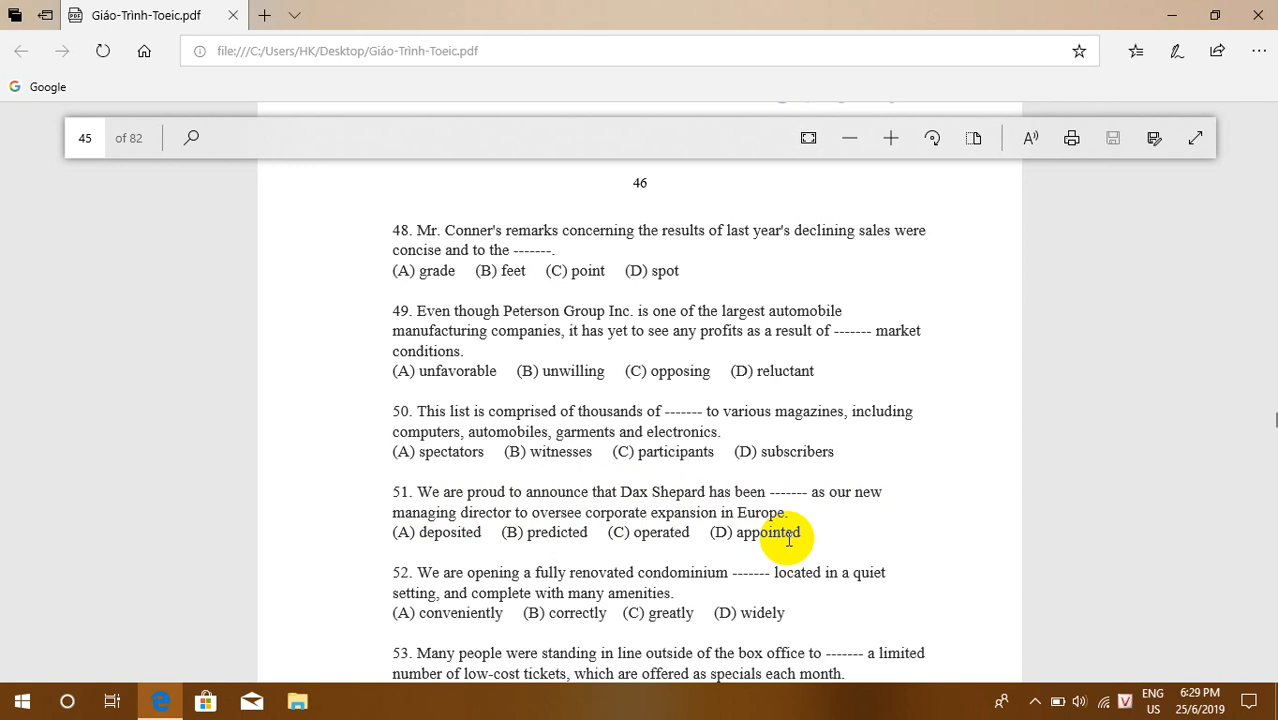 Giáo-Trình-Toeic.pdf
file:///C:/Users/HK/Desktop/Giáo-Trình-Toeic.pdf
Google
45 of 82
46
48. Mr. Conner's remarks concerning the results of last year's declining sales were
concise and to the -------.
(A) grade (B) feet (C) point (D) spot
49. Even though Peterson Group Inc. is one of the largest automobile
manufacturing companies, it has yet to see any profits as a result of ------- market
conditions.
(A) unfavorable (B) unwilling (C) opposing (D) reluctant
50. This list is comprised of thousands of ------- to various magazines, including
computers, automobiles, garments and electronics.
(A) spectators (B) witnesses (C) participants (D) subscribers
51. We are proud to announce that Dax Shepard has been ------- as our new
managing director to oversee corporate expansion in Europe.
(A) deposited (B) predicted (C) operated (D) appointed
52. We are opening a fully renovated condominium ------- located in a quiet
setting, and complete with many amenities.
(A) conveniently (B) correctly (C) greatly (D) widely
53. Many people were standing in line outside of the box office to ------- a limited
number of low-cost tickets, which are offered as specials each month.
V
ENG
US
6:29 PM
25/6/2019